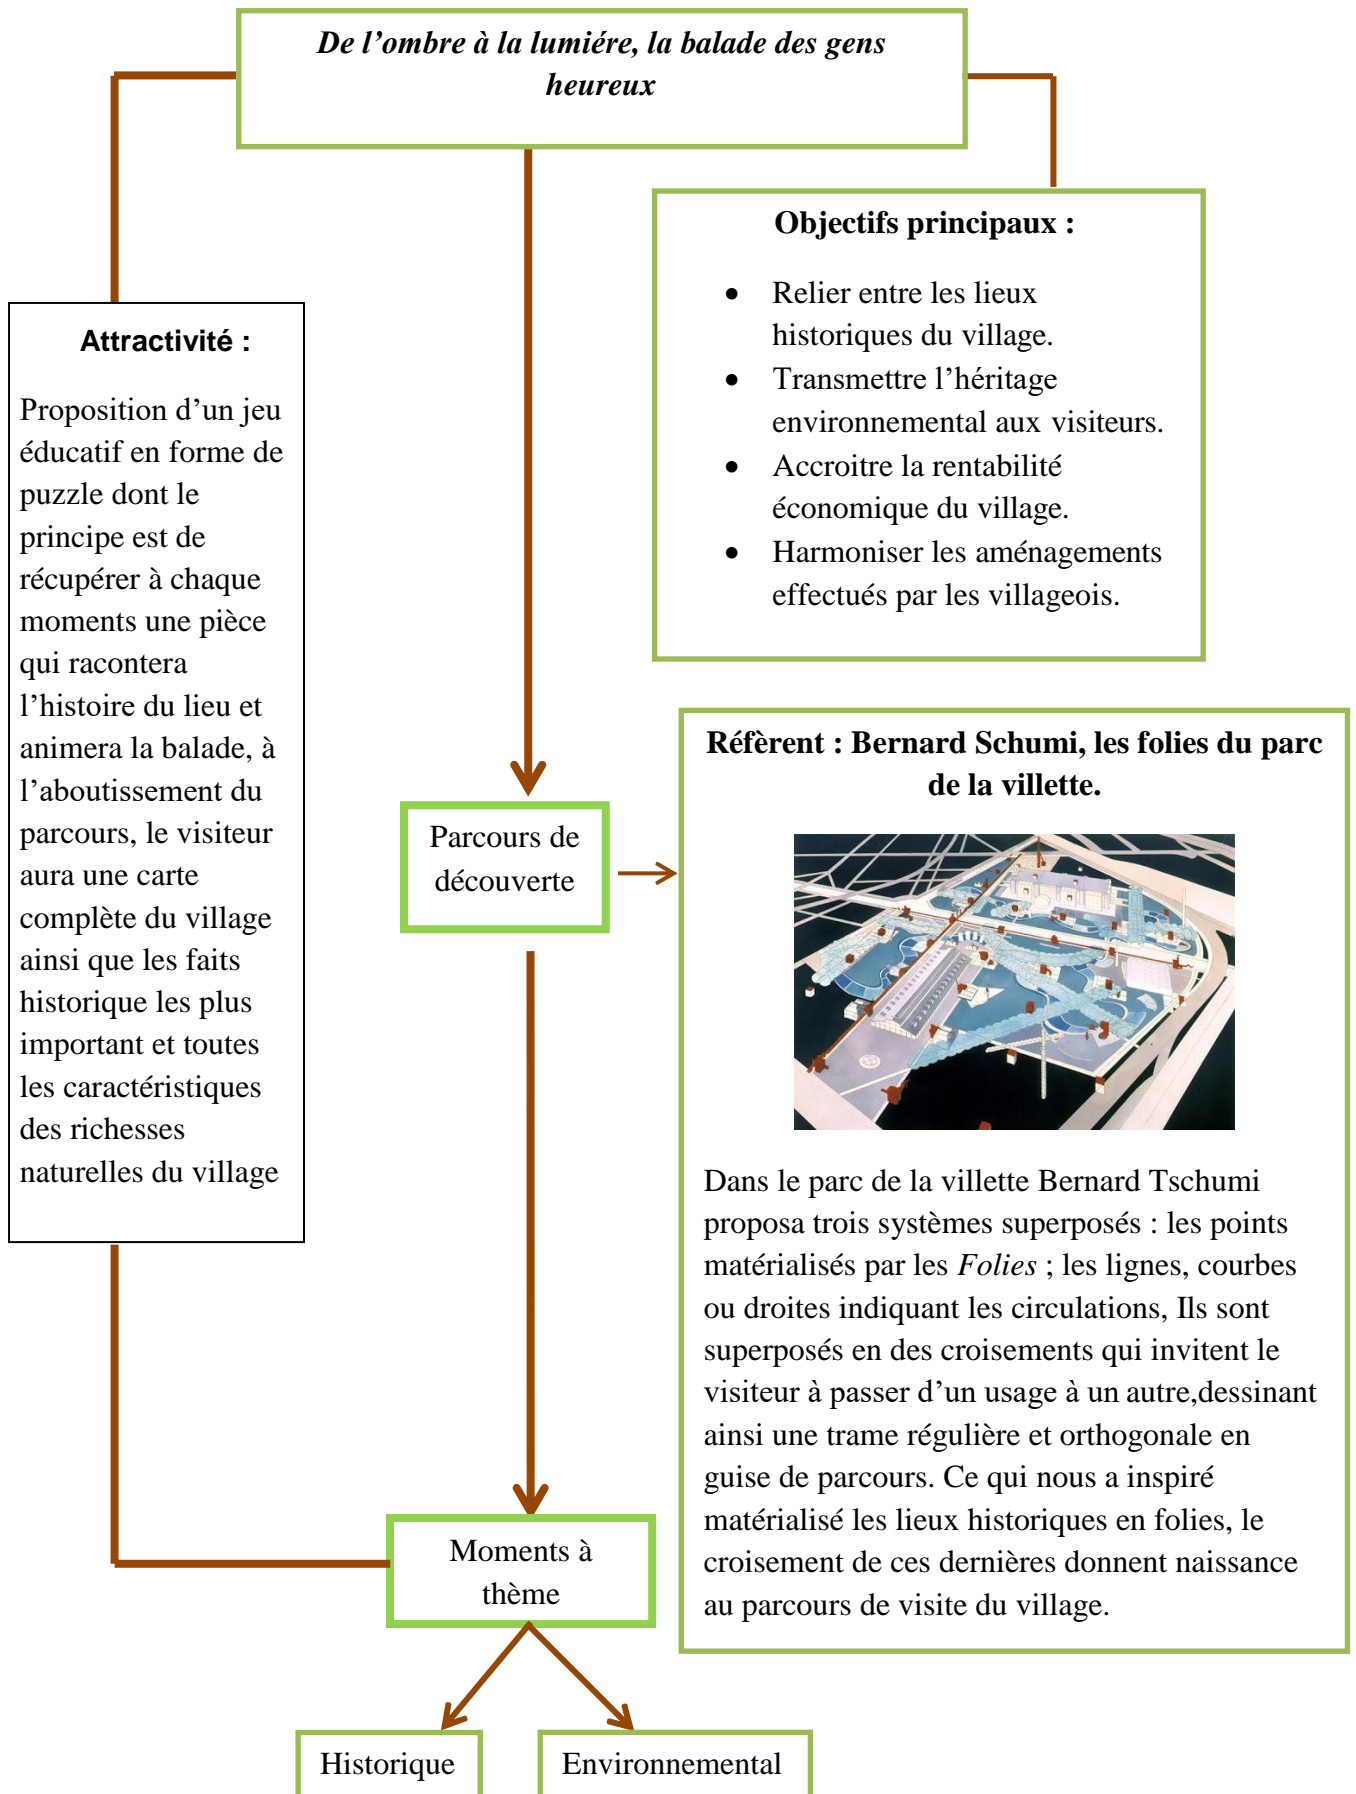 De l’ombre à la lumiére, la balade des gens
heureux
Objectifs principaux :
• Relier entre les lieux
historiques du village.
• Transmettre l’héritage
environnemental aux visiteurs.
• Accroitre la rentabilité
économique du village.
• Harmoniser les aménagements
effectués par les villageois.
Attractivité :
Proposition d’un jeu
éducatif en forme de
puzzle dont le
principe est de
récupérer à chaque
moments une pièce
qui racontera
l’histoire du lieu et
animera la balade, à
l’aboutissement du
parcours, le visiteur
aura une carte
complète du village
ainsi que les faits
historique les plus
important et toutes
les caractéristiques
des richesses
naturelles du village
Parcours de
découverte
Réfèrent : Bernard Schumi, les folies du parc
de la villette.
Dans le parc de la villette Bernard Tschumi
proposa trois systèmes superposés : les points
matérialisés par les Folies ; les lignes, courbes
ou droites indiquant les circulations, Ils sont
superposés en des croisements qui invitent le
visiteur à passer d’un usage à un autre,dessinant
ainsi une trame régulière et orthogonale en
guise de parcours. Ce qui nous a inspiré
matérialisé les lieux historiques en folies, le
croisement de ces dernières donnent naissance
au parcours de visite du village.
Moments à
thème
Historique
Environnemental